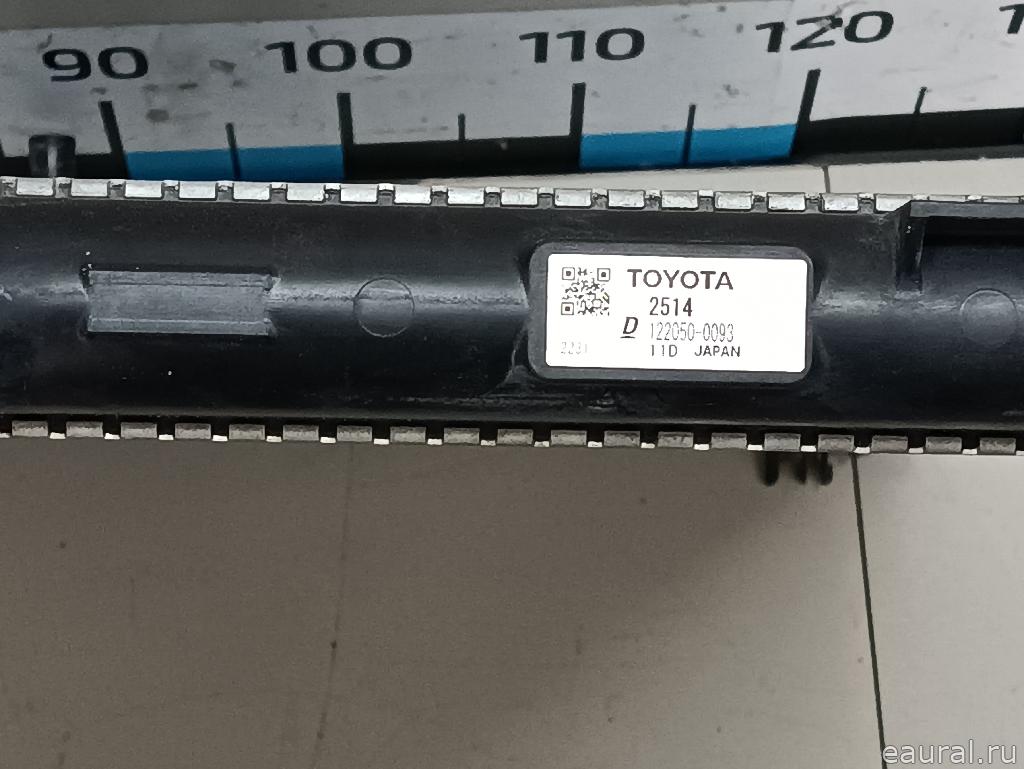 90 100 110 120
TOYOTA
2514
D 122050-0093
2231 11D JAPAN
eaural.ru